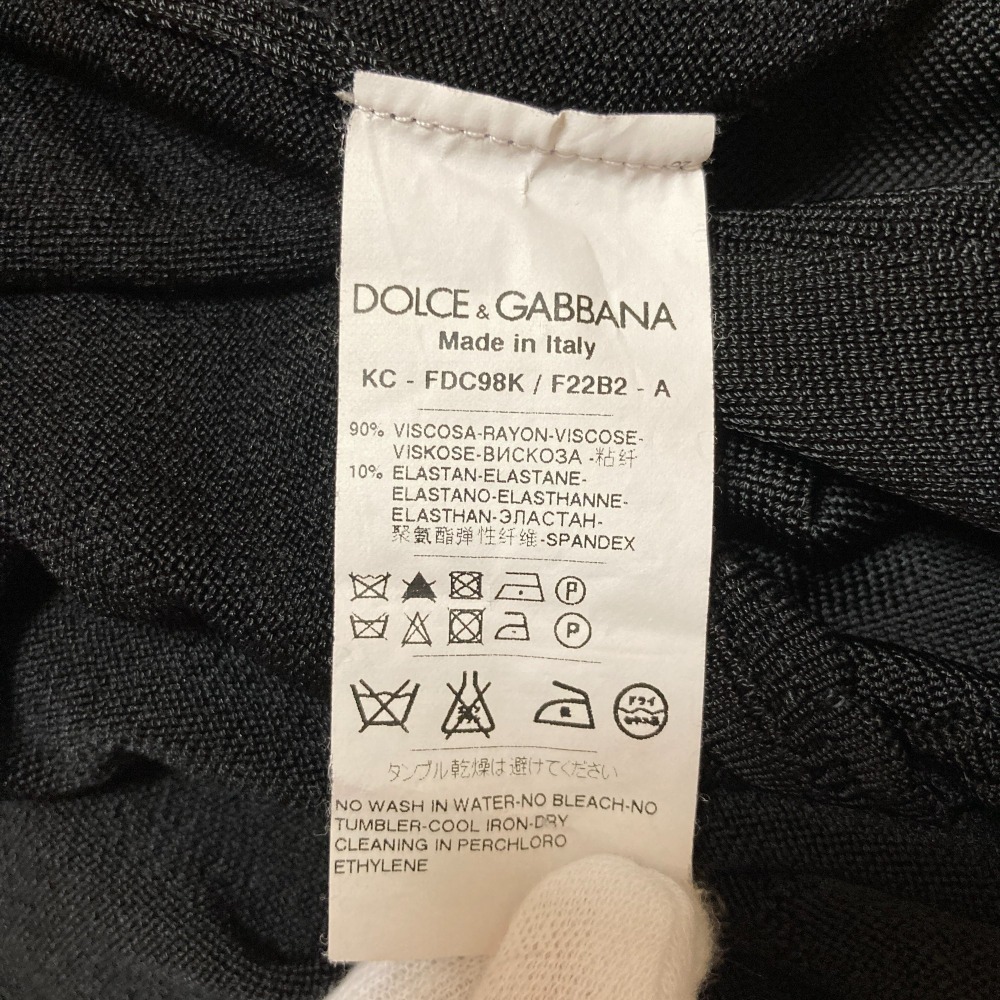 DOLCE & GABBANA
Made in Italy
KC - FDC98K / F22B2 - A
90% VISCOSA-RAYON-VISCOSE-
VISKOSE-ВИСКОЗА -粘纤
10% ELASTAN-ELASTANE-
ELASTANO-ELASTHANNE-
ELASTHAN-ЭЛАСТАН-
聚氨酯弹性纤维-SPANDEX
P
P
ドライ
タンブル乾燥は避けてください
NO WASH IN WATER-NO BLEACH-NO
TUMBLER-COOL IRON-DRY
CLEANING IN PERCHLORO
ETHYLENE